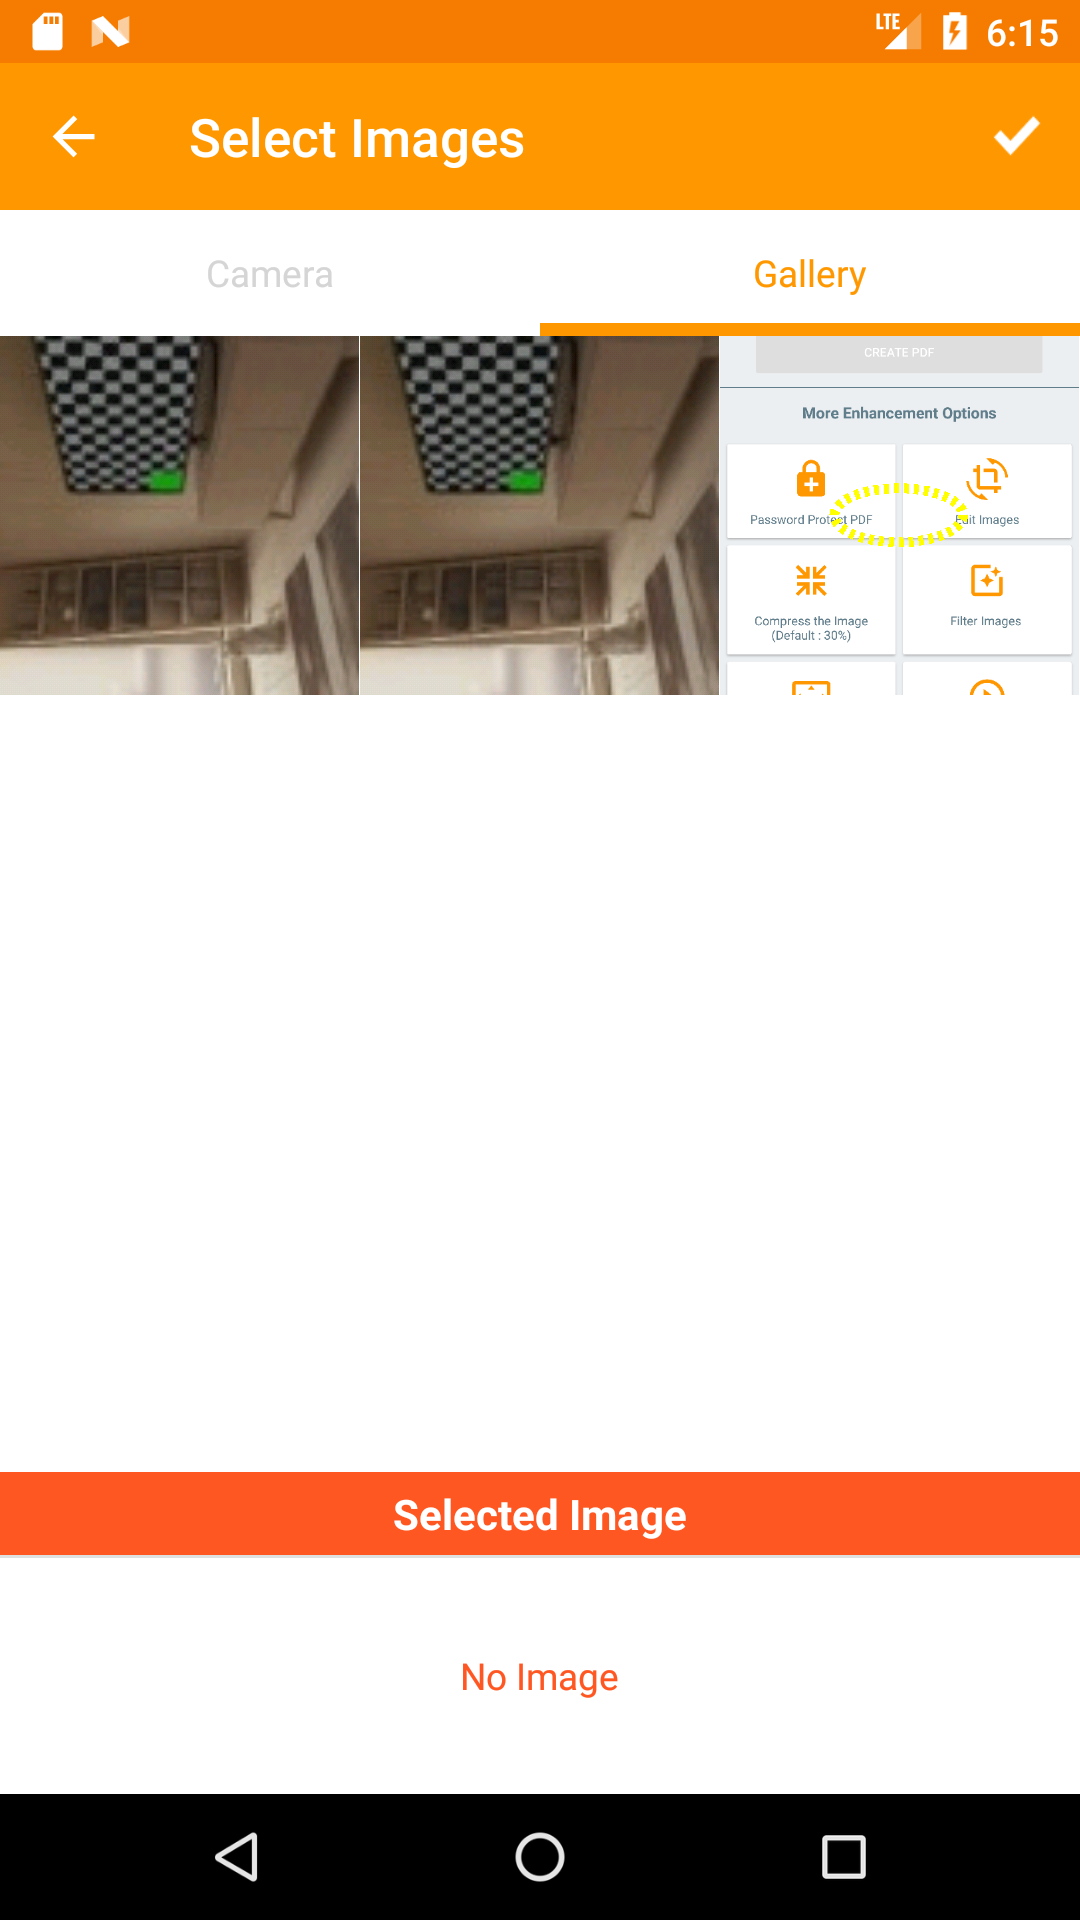 LTE 6:15
Select Images
Camera
Gallery
CREATE PDF
More Enhancement Options
Password Protect PDF
Edit Images
Compress the Image
(Default : 30%)
Filter Images
Selected Image
No Image